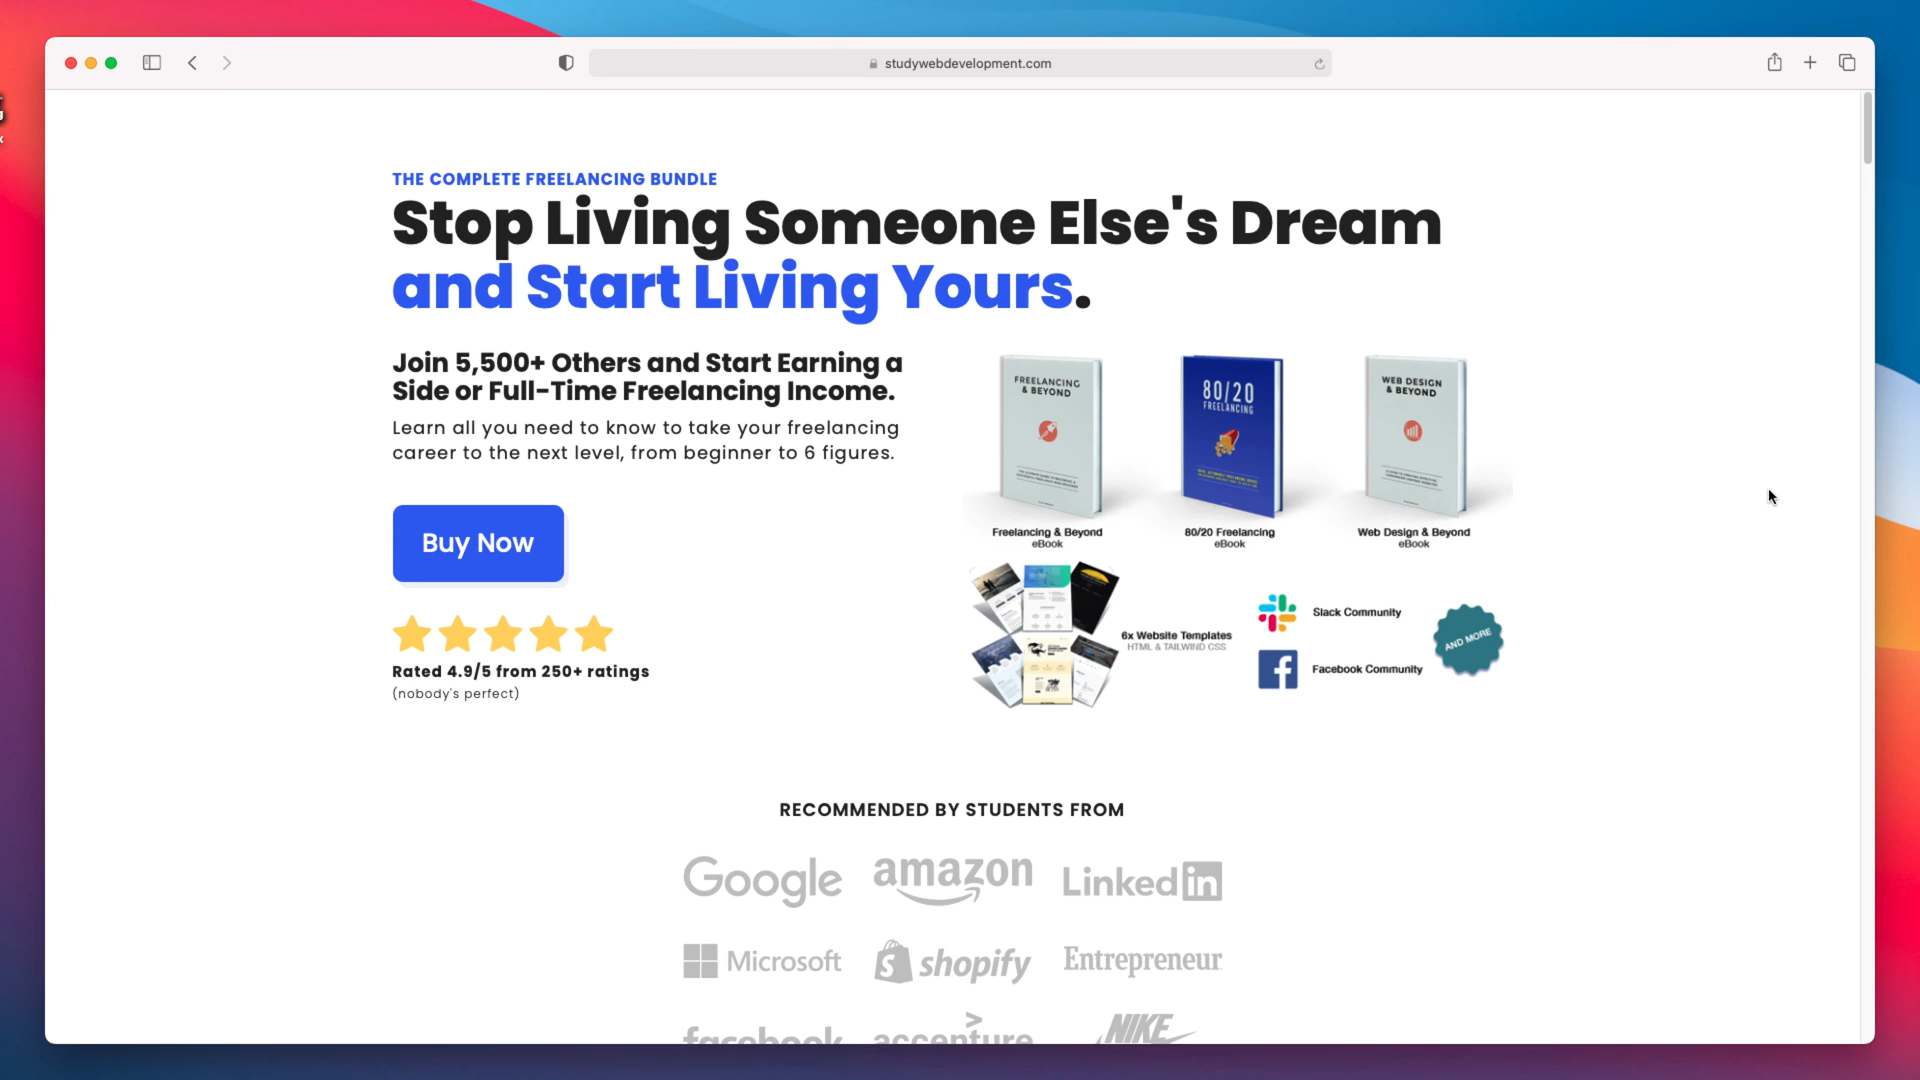 studywebdevelopment.com
THE COMPLETE FREELANCING BUNDLE
Stop Living Someone Else's Dream
and Start Living Yours.
Join 5,500+ Others and Start Earning a
Side or Full-Time Freelancing Income.
Learn all you need to know to take your freelancing
career to the next level, from beginner to 6 figures.
Buy Now
Rated 4.9/5 from 250+ ratings
(nobody's perfect)
FREELANCING
& BEYOND
80/20
FREELANCING
WEB DESIGN
& BEYOND
Freelancing & Beyond
eBook
80/20 Freelancing
eBook
Web Design & Beyond
eBook
6x Website Templates
HTML & TAILWIND CSS
Slack Community
Facebook Community
AND MORE
RECOMMENDED BY STUDENTS FROM
Google
amazon
LinkedIn
Microsoft
shopify
Entrepreneur
facebook
accenture
NIKE